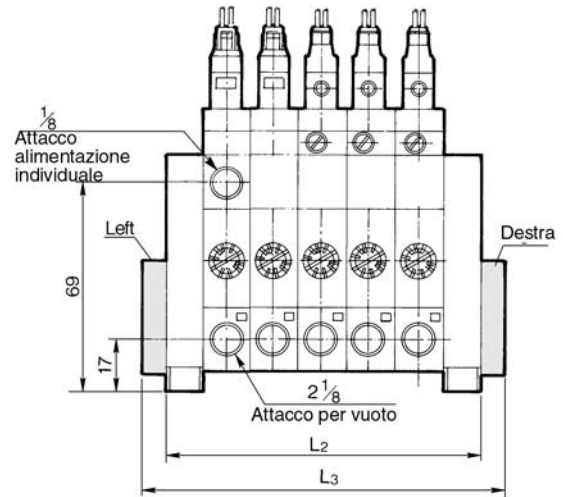 1/8
Attacco
alimentazione
individuale
Left
Destra
69
17
2 1/8
Attacco per vuoto
L2
L3